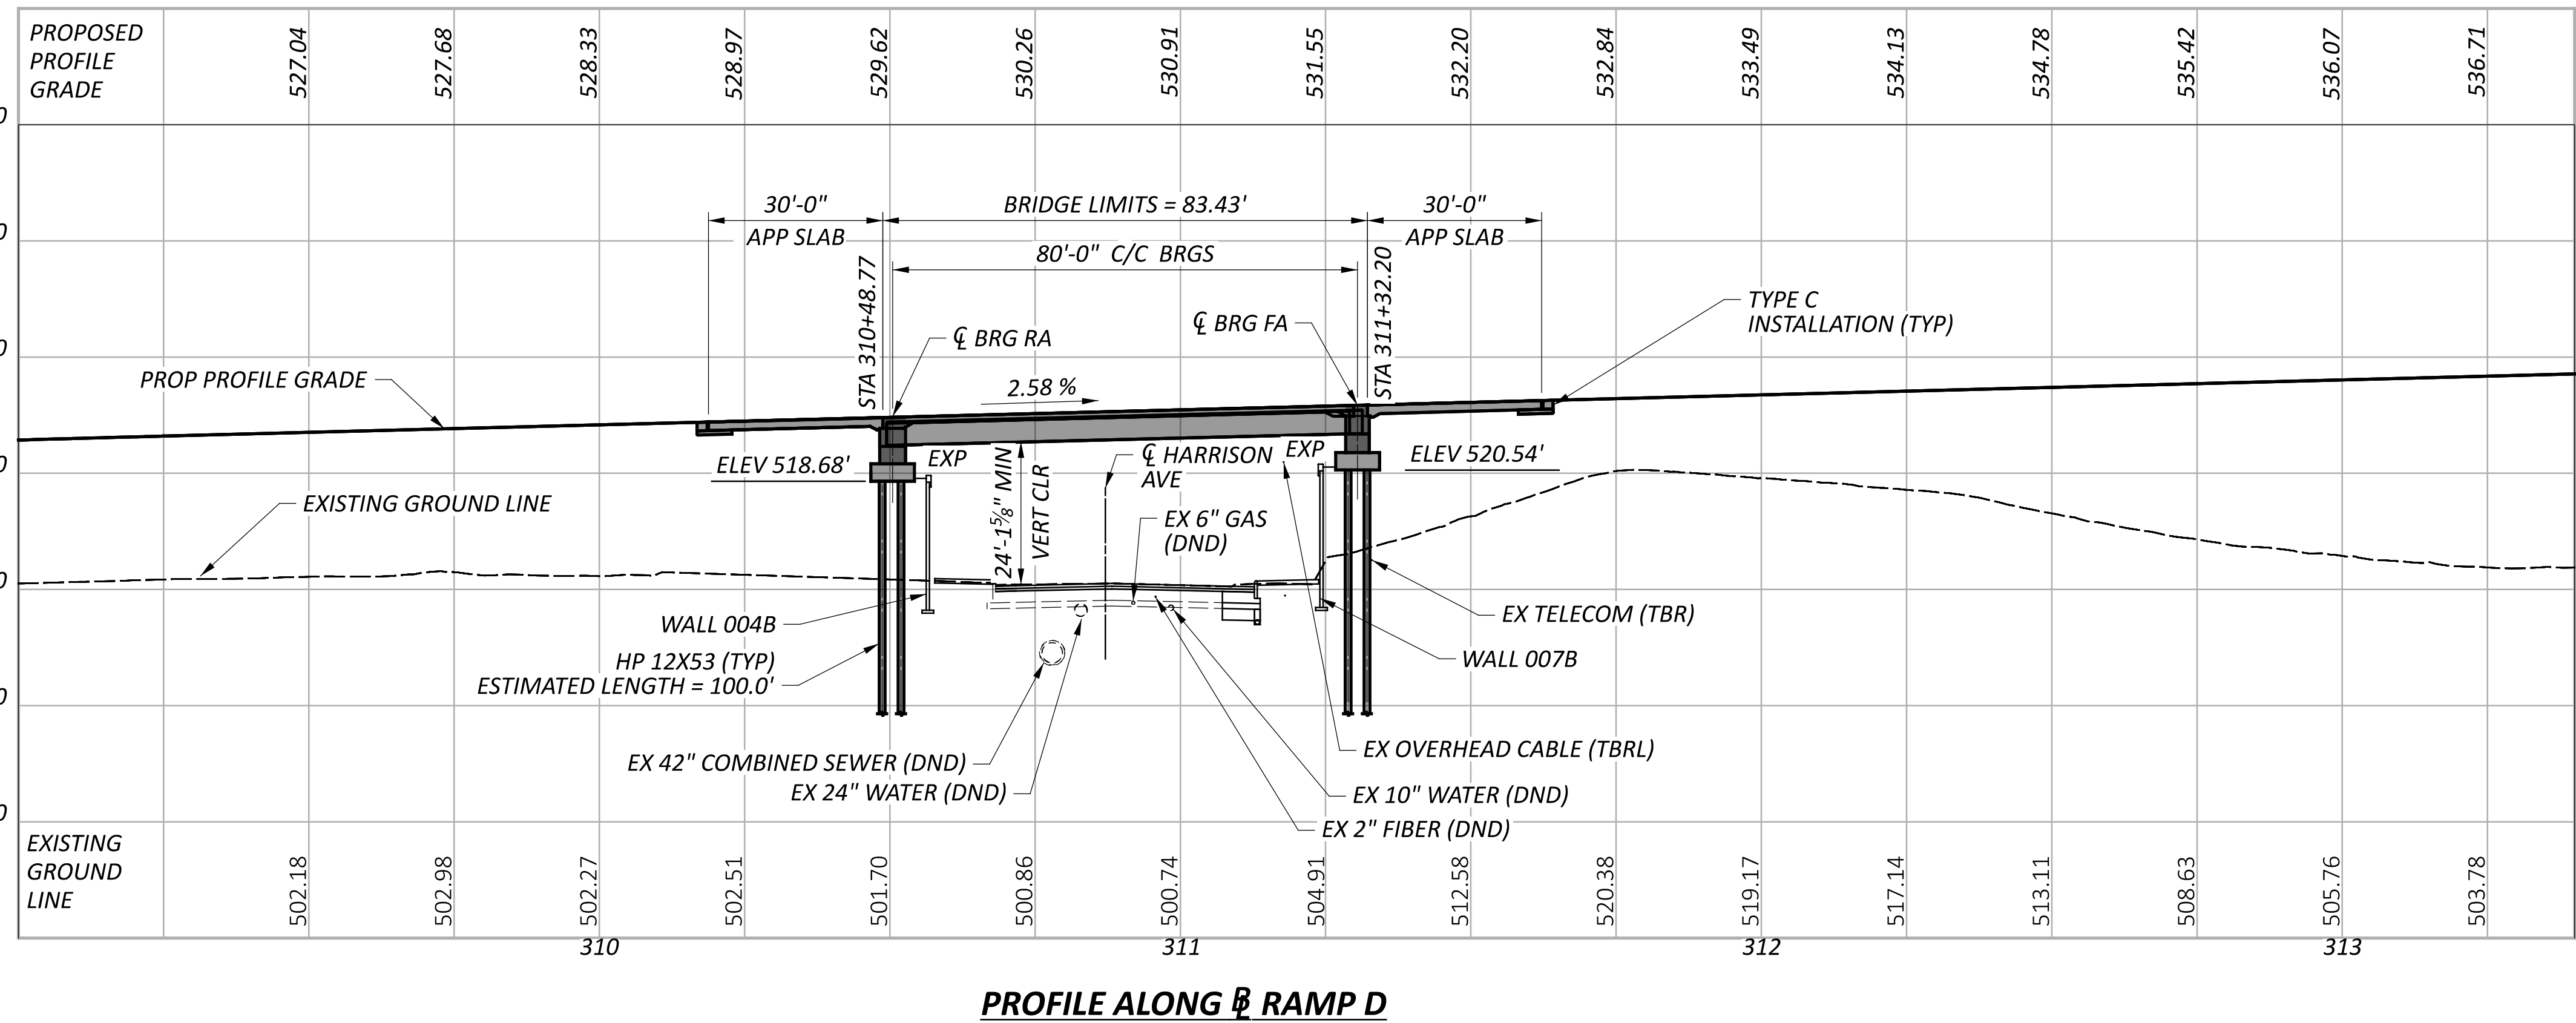 PROPOSED
PROFILE
GRADE
527.04
527.68
528.33
528.97
529.62
530.26
530.91
531.55
532.20
532.84
533.49
534.13
534.78
535.42
536.07
536.71
0
0
0
0
0
0
0
30'-0"
APP SLAB
BRIDGE LIMITS = 83.43'
30'-0"
APP SLAB
80'-0" C/C BRGS
STA 310+48.77
STA 311+32.20
TYPE C
INSTALLATION (TYP)
℄ BRG RA
℄ BRG FA
PROP PROFILE GRADE
2.58 %
ELEV 518.68'
EXP
24'-1⅝" MIN
VERT CLR
℄ HARRISON
AVE
EXP
ELEV 520.54'
EXISTING GROUND LINE
EX 6" GAS
(DND)
WALL 004B
HP 12X53 (TYP)
ESTIMATED LENGTH = 100.0'
EX TELECOM (TBR)
WALL 007B
EX 42" COMBINED SEWER (DND)
EX 24" WATER (DND)
EX OVERHEAD CABLE (TBRL)
EX 10" WATER (DND)
EX 2" FIBER (DND)
EXISTING
GROUND
LINE
502.18
502.98
502.27
502.51
501.70
500.86
500.74
504.91
512.58
520.38
519.17
517.14
513.11
508.63
505.76
503.78
310
311
312
313
PROFILE ALONG BL RAMP D